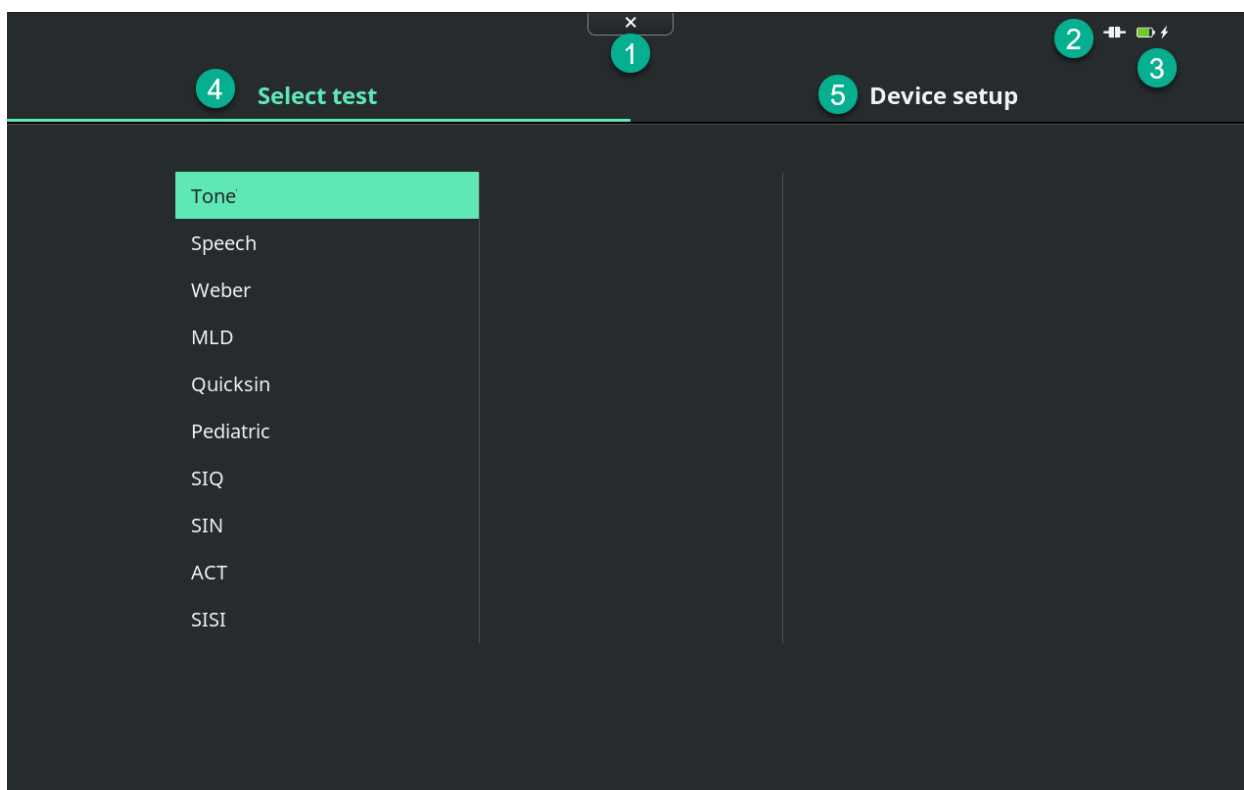 ×
1
2
3
4 Select test
5 Device setup
Tone
Speech
Weber
MLD
Quicksin
Pediatric
SIQ
SIN
ACT
SISI